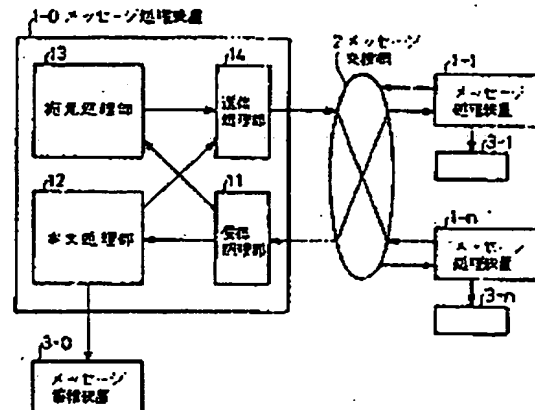 1-0 メッセージ処理装置
13
処理部
14
送信
処理部
2 メッセージ
交換網
1-1
メッセージ
処理装置
3-1
12
本文処理部
11
受信
処理部
1-n
メッセージ
処理装置
3-n
3-0
メッセージ
蓄積装置